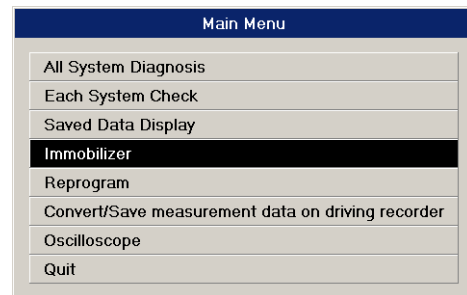 Main Menu
All System Diagnosis
Each System Check
Saved Data Display
Immobilizer
Reprogram
Convert/Save measurement data on driving recorder
Oscilloscope
Quit